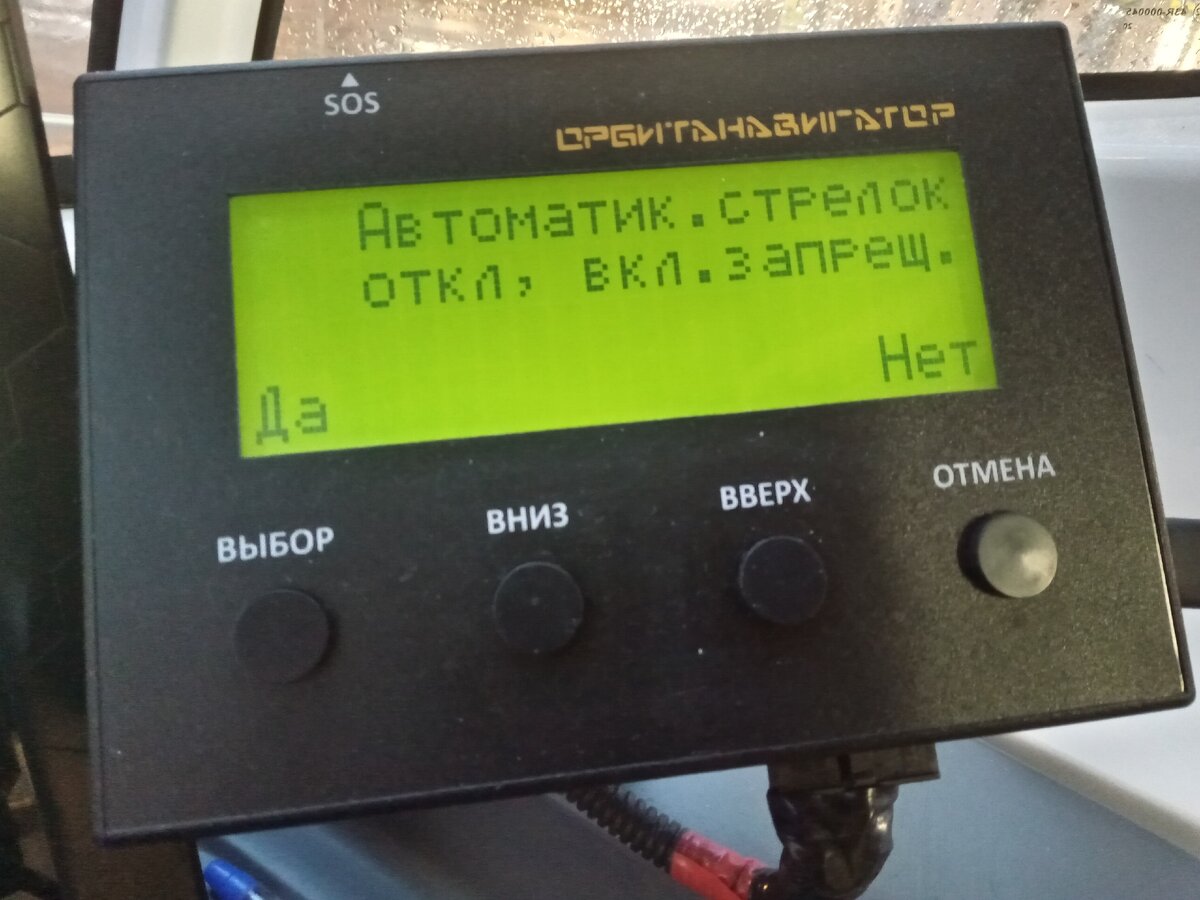 SOS
ОРБИТАНАВИГАТОР
Автоматик.стрелок
откл, вкл.запрещ.
Нет
Да
ВЫБОР
ВНИЗ
ВВЕРХ
ОТМЕНА